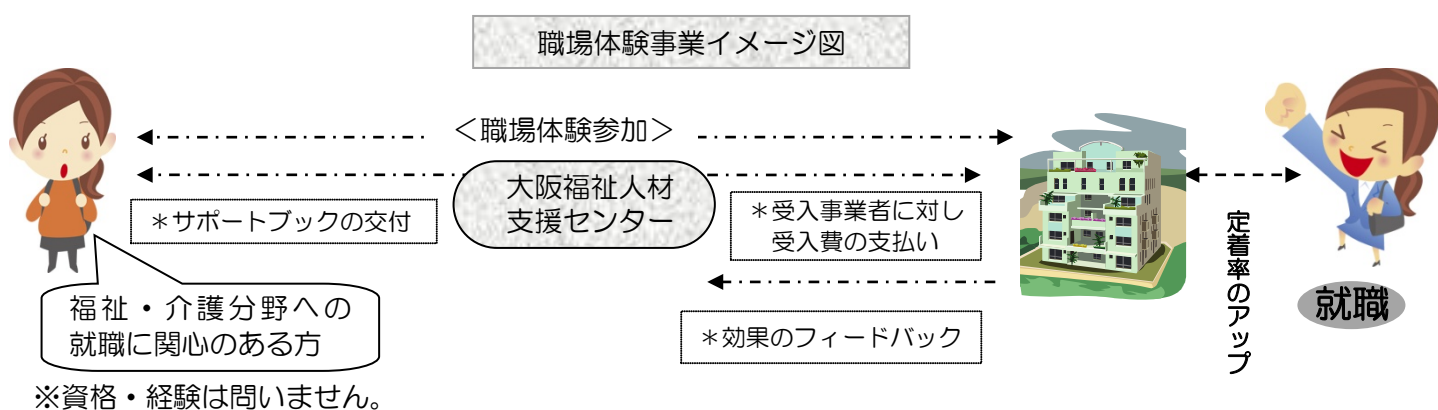 職場体験事業イメージ図
＜職場体験参加＞
大阪福祉人材
支援センター
＊サポートブックの交付
＊受入事業者に対し
受入費の支払い
＊効果のフィードバック
定着率のアップ
就職
福祉・介護分野への
就職に関心のある方
※資格・経験は問いません。